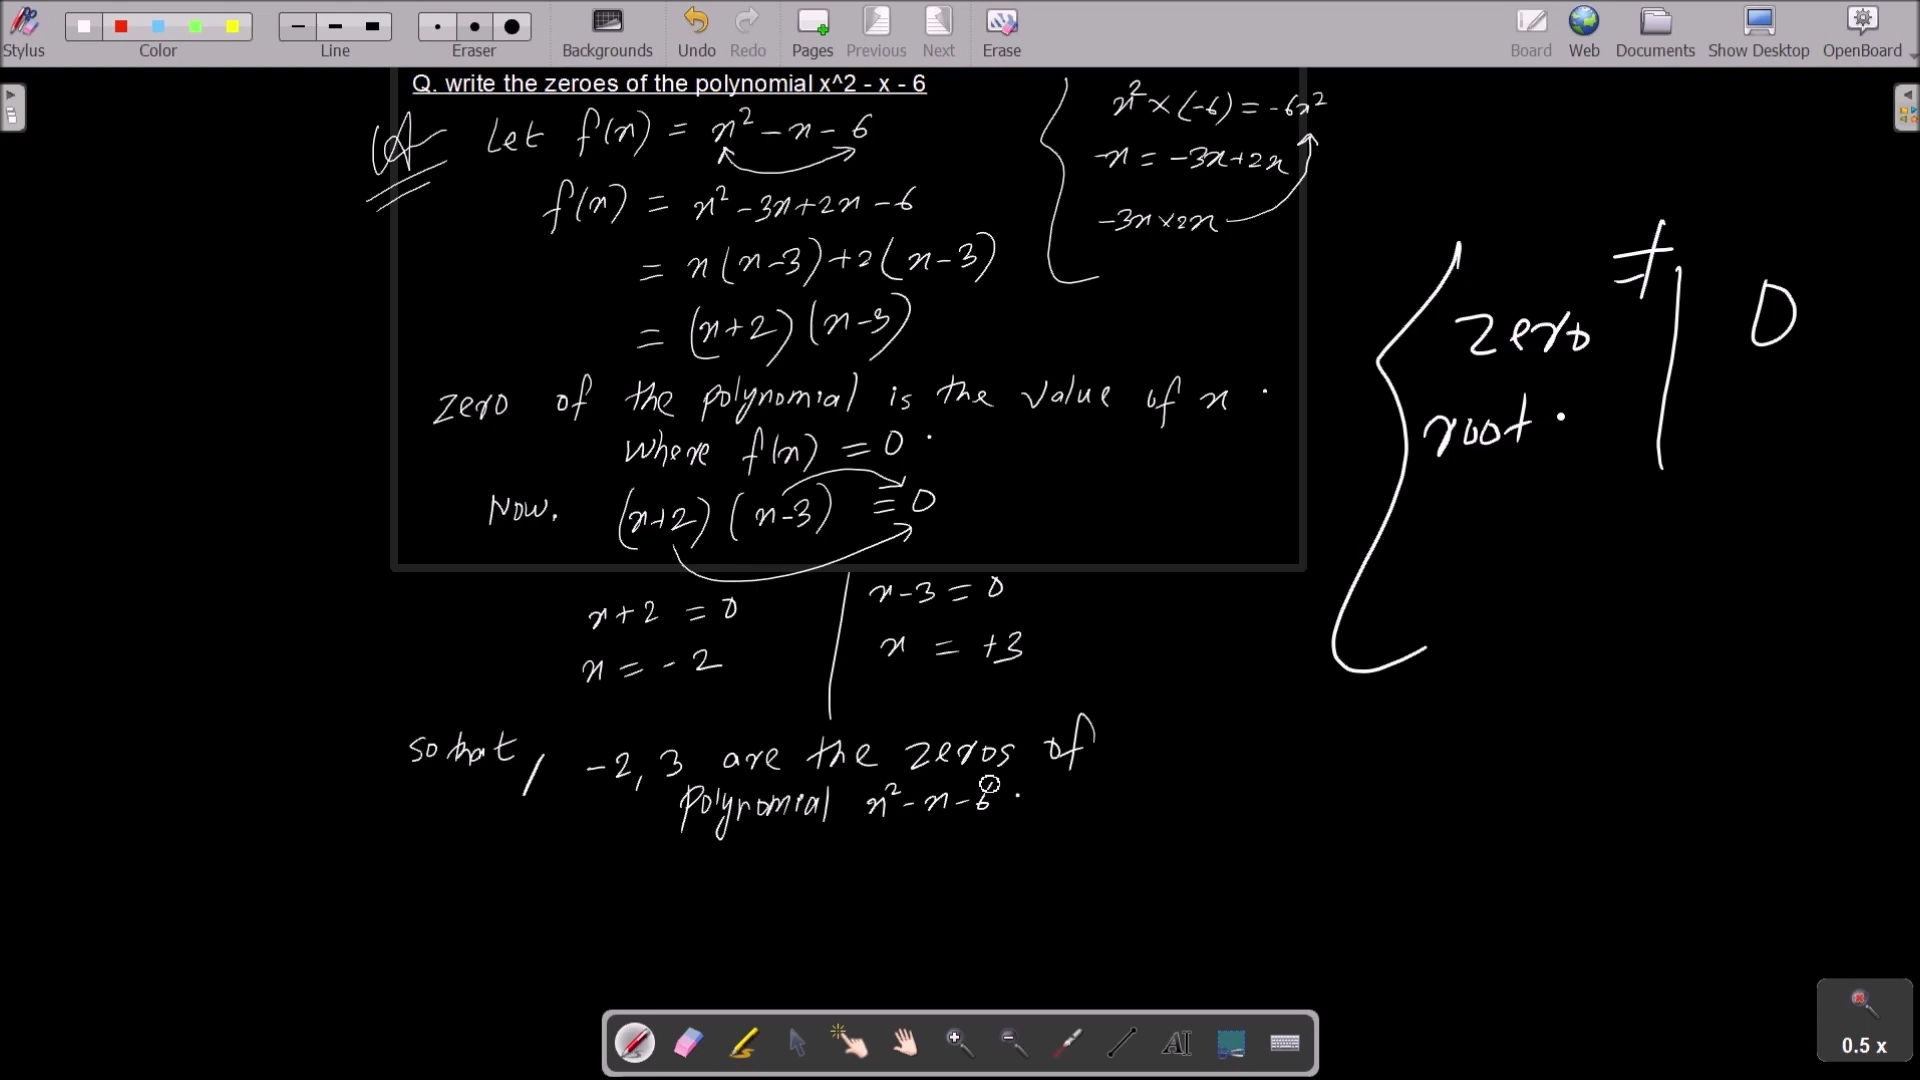 Stylus Color Line Eraser Backgrounds Undo Redo Pages Previous Next Erase Board Web Documents Show Desktop OpenBoard
Q. write the zeroes of the polynomial x^2 - x - 6
Let f(x) = x² - x - 6
f(x) = x² - 3x + 2x - 6
= x(x-3)+2(x-3)
= (x+2)(x-3)
zero of the polynomial is the value of x .
where f(x) = 0 .
Now. (x+2)(x-3) = 0
x+2 = 0
x = -2
x-3 = 0
x = +3
so that, -2, 3 are the zeros of
polynomial x² - x - 6 .
x² × (-6) = -6x²
-x = -3x+2x
-3x × 2x
zero ≠ 0
root .
AI
0.5 x